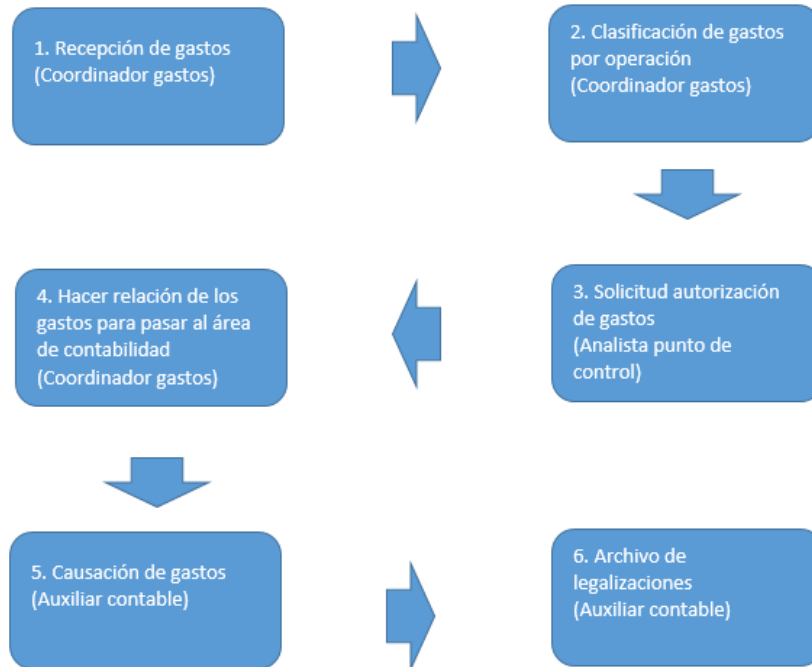 1. Recepción de gastos
(Coordinador gastos)
2. Clasificación de gastos
por operación
(Coordinador gastos)
3. Solicitud autorización
de gastos
(Analista punto de
control)
4. Hacer relación de los
gastos para pasar al área
de contabilidad
(Coordinador gastos)
5. Causación de gastos
(Auxiliar contable)
6. Archivo de
legalizaciones
(Auxiliar contable)